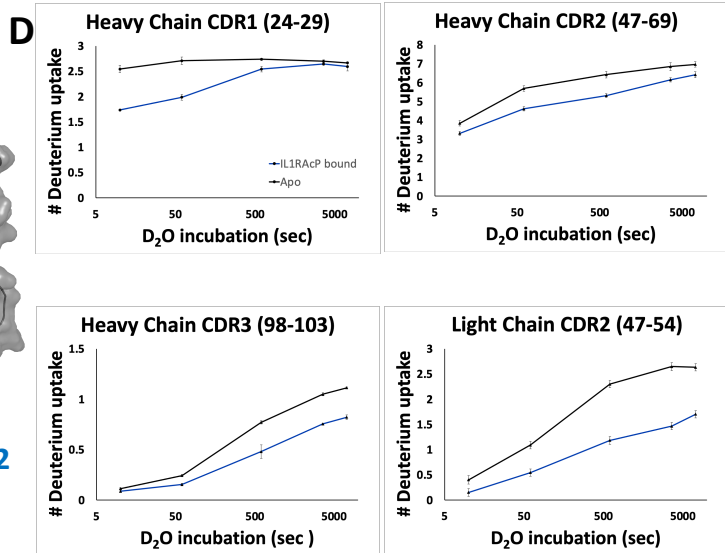 D
Heavy Chain CDR1 (24-29)
# Deuterium uptake
3
2.5
2
1.5
1
0.5
0
IL1RAcP bound
Apo
5 50 500 5000
D2O incubation (sec)
Heavy Chain CDR2 (47-69)
# Deuterium uptake
8
7
6
5
4
3
2
1
0
5 50 500 5000
D2O incubation (sec)
Heavy Chain CDR3 (98-103)
# Deuterium uptake
1.5
1
0.5
0
5 50 500 5000
D2O incubation (sec )
2
Light Chain CDR2 (47-54)
# Deuterium uptake
3
2.5
2
1.5
1
0.5
0
5 50 500 5000
D2O incubation (sec)